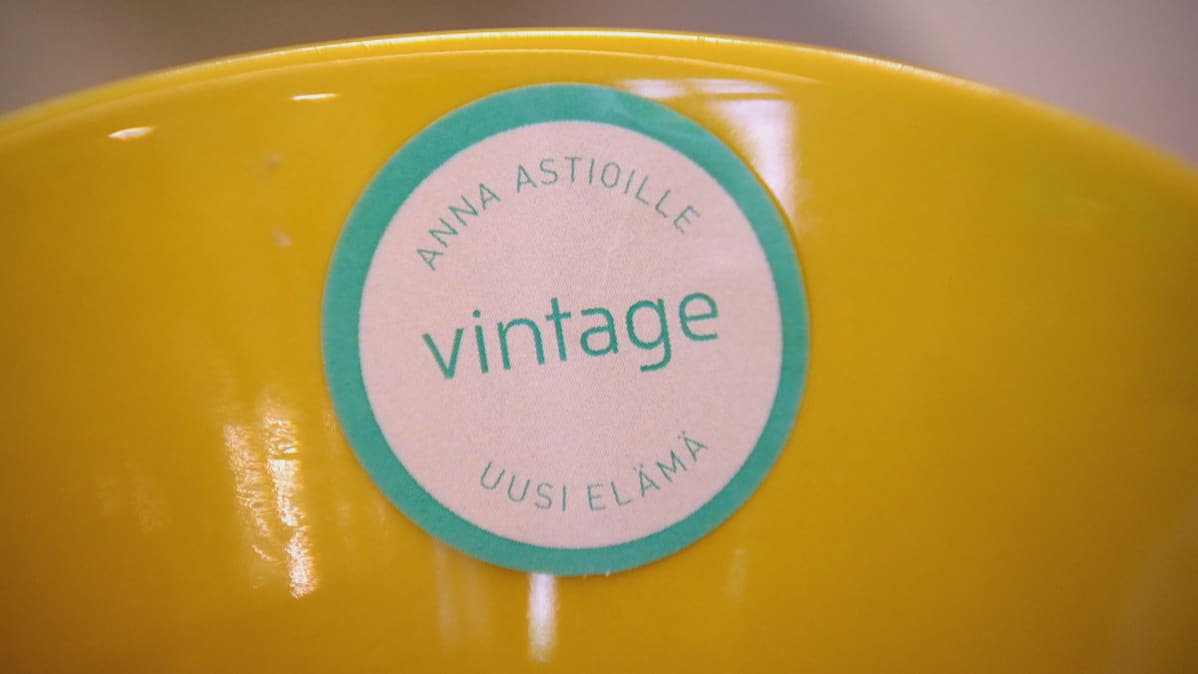 ANNA ASTIOILLE
vintage
UUSI ELÄMÄ